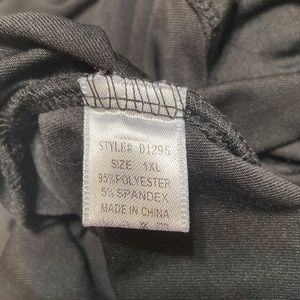 STYLE# D1296
SIZE 1XL
95%POLYESTER
5% SPANDEX
MADE IN CHINA